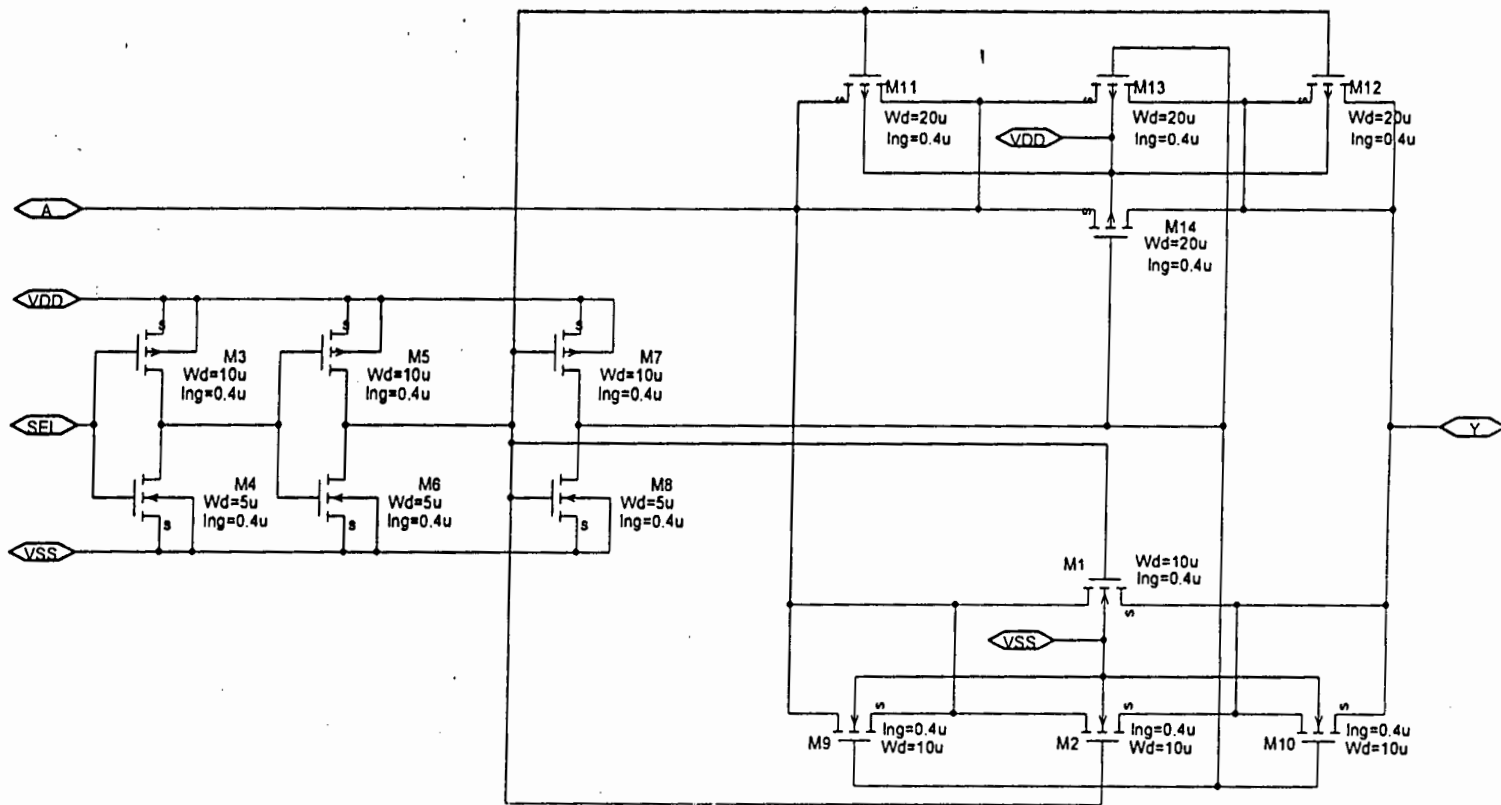 M11
Wd=20u
lng=0.4u
M13
Wd=20u
lng=0.4u
M12
Wd=20u
lng=0.4u
VDD
A
M14
Wd=20u
lng=0.4u
VDD
M3
Wd=10u
lng=0.4u
M5
Wd=10u
lng=0.4u
M7
Wd=10u
lng=0.4u
SEL
Y
M4
Wd=5u
lng=0.4u
M6
Wd=5u
lng=0.4u
M8
Wd=5u
lng=0.4u
VSS
M1
Wd=10u
lng=0.4u
VSS
M9
lng=0.4u
Wd=10u
M2
lng=0.4u
Wd=10u
M10
lng=0.4u
Wd=10u
s
s
s
s
s
s
s
s
s
s
s
s
s
s